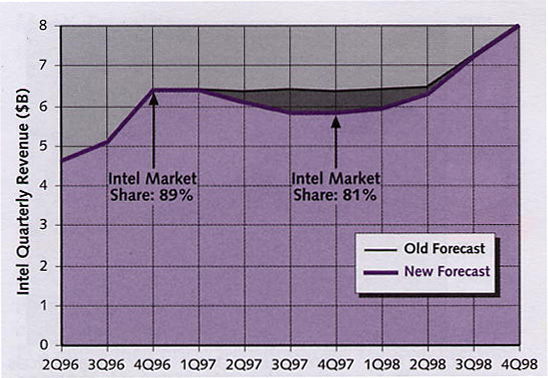 Intel Quarterly Revenue ($B)
8
7
6
5
4
3
2
1
0
Intel Market
Share: 89%
Intel Market
Share: 81%
Old Forecast
New Forecast
2Q96 3Q96 4Q96 1Q97 2Q97 3Q97 4Q97 1Q98 2Q98 3Q98 4Q98